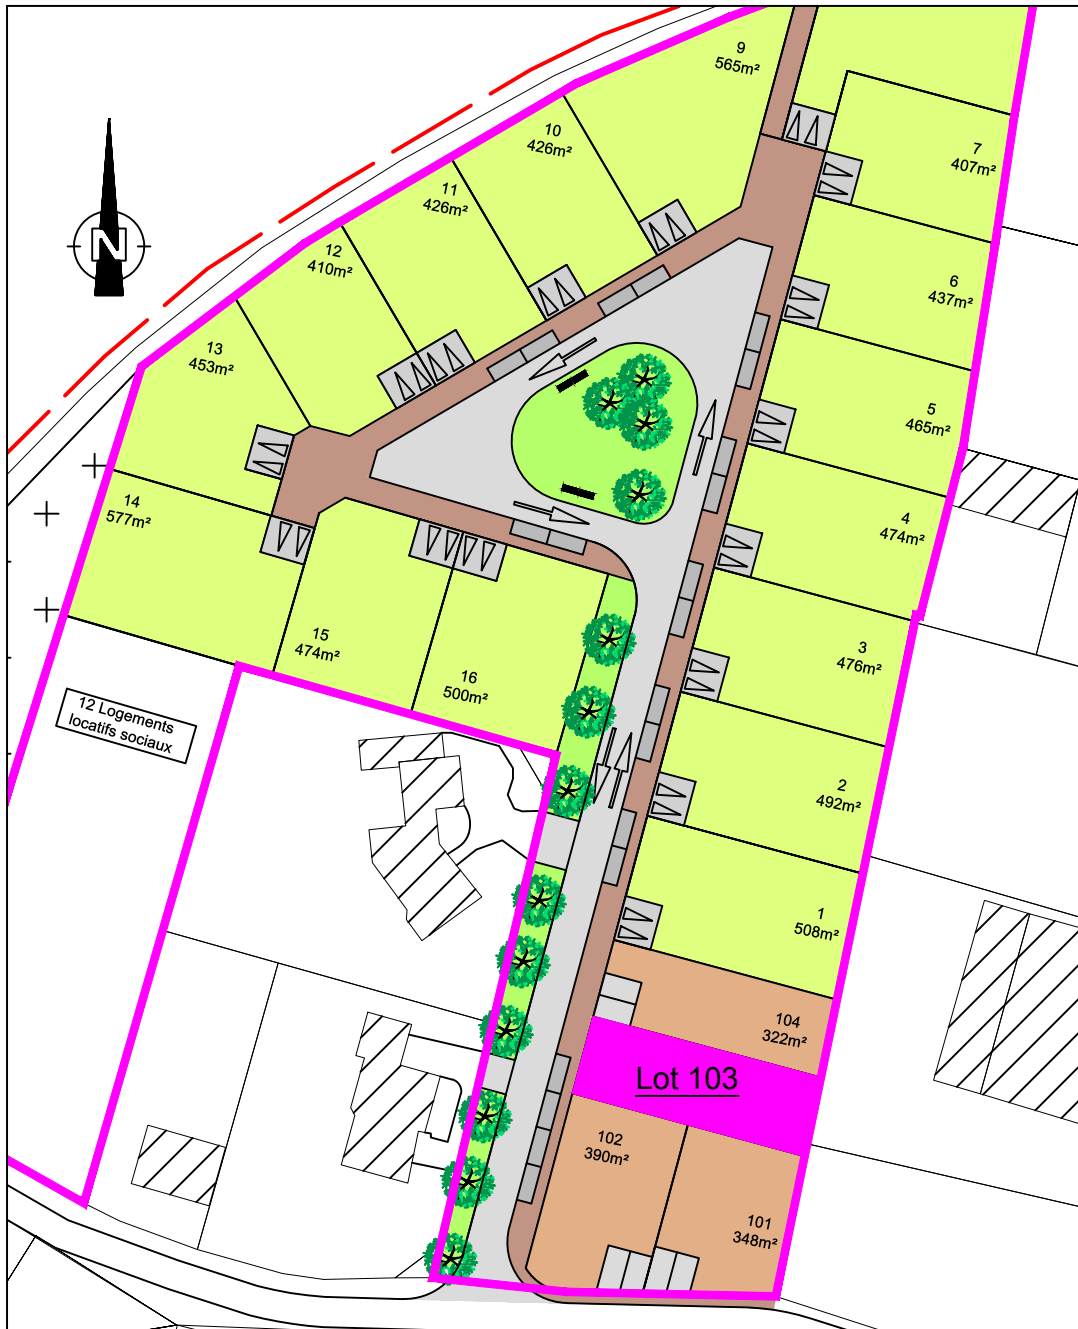 9
565m²
10
426m²
7
407m²
11
426m²
N
12
410m²
6
437m²
13
453m²
5
465m²
14
577m²
4
474m²
15
474m²
3
476m²
16
500m²
12 Logements
locatifs sociaux
2
492m²
1
508m²
104
322m²
Lot 103
102
390m²
101
348m²